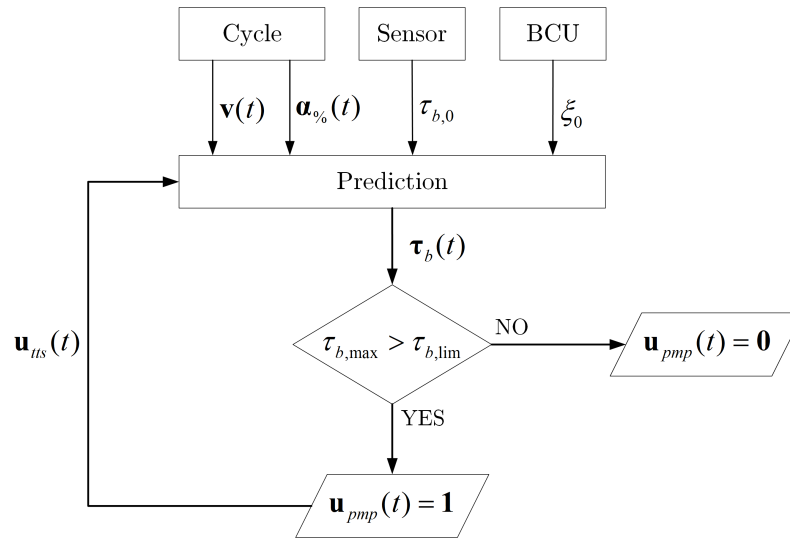 Cycle Sensor BCU
v(t) α%(t) τb,0 ξ0
Prediction
τb(t)
utts(t) τb,max > τb,lim NO upmp(t) = 0
YES
upmp(t) = 1